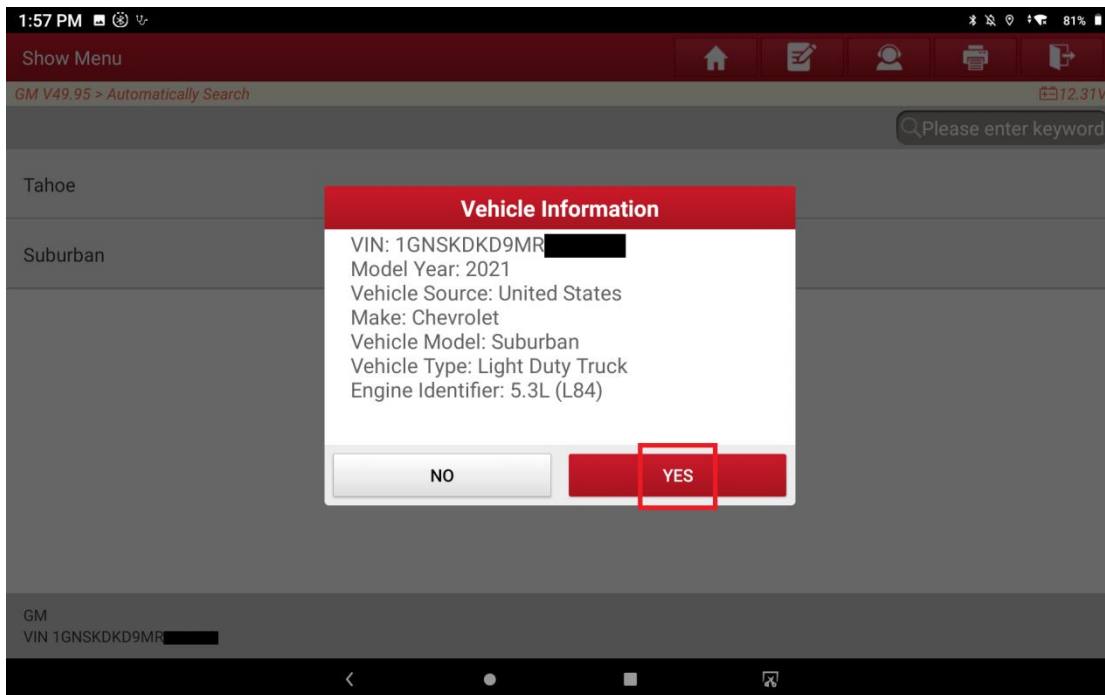 1:57 PM 81%
Show Menu
GM V49.95 > Automatically Search 12.31V
Please enter keyword
Tahoe
Suburban
Vehicle Information
VIN: 1GNSKDKD9MR
Model Year: 2021
Vehicle Source: United States
Make: Chevrolet
Vehicle Model: Suburban
Vehicle Type: Light Duty Truck
Engine Identifier: 5.3L (L84)
NO YES
GM
VIN 1GNSKDKD9MR